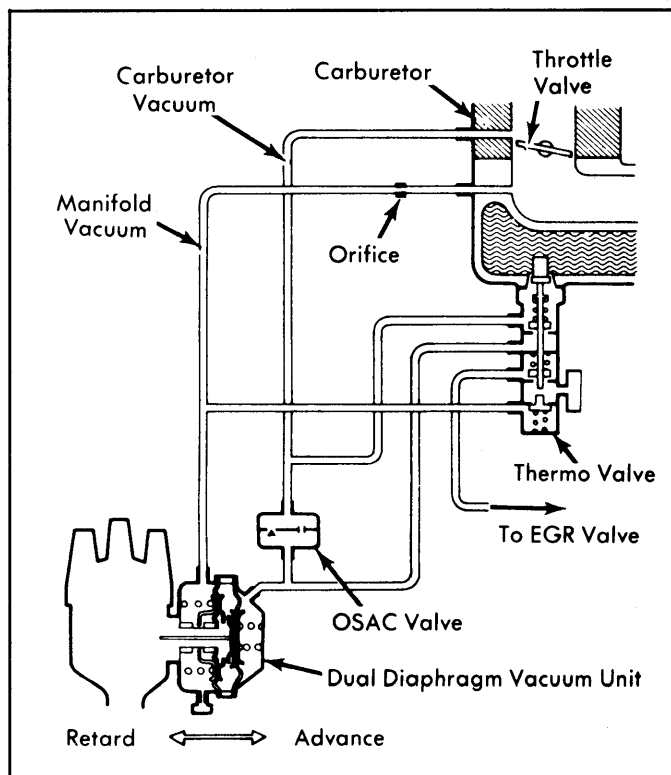 Throttle
Valve
Carburetor
Carburetor
Vacuum
Manifold
Vacuum
Orifice
Thermo Valve
To EGR Valve
OSAC Valve
Dual Diaphragm Vacuum Unit
Retard
Advance